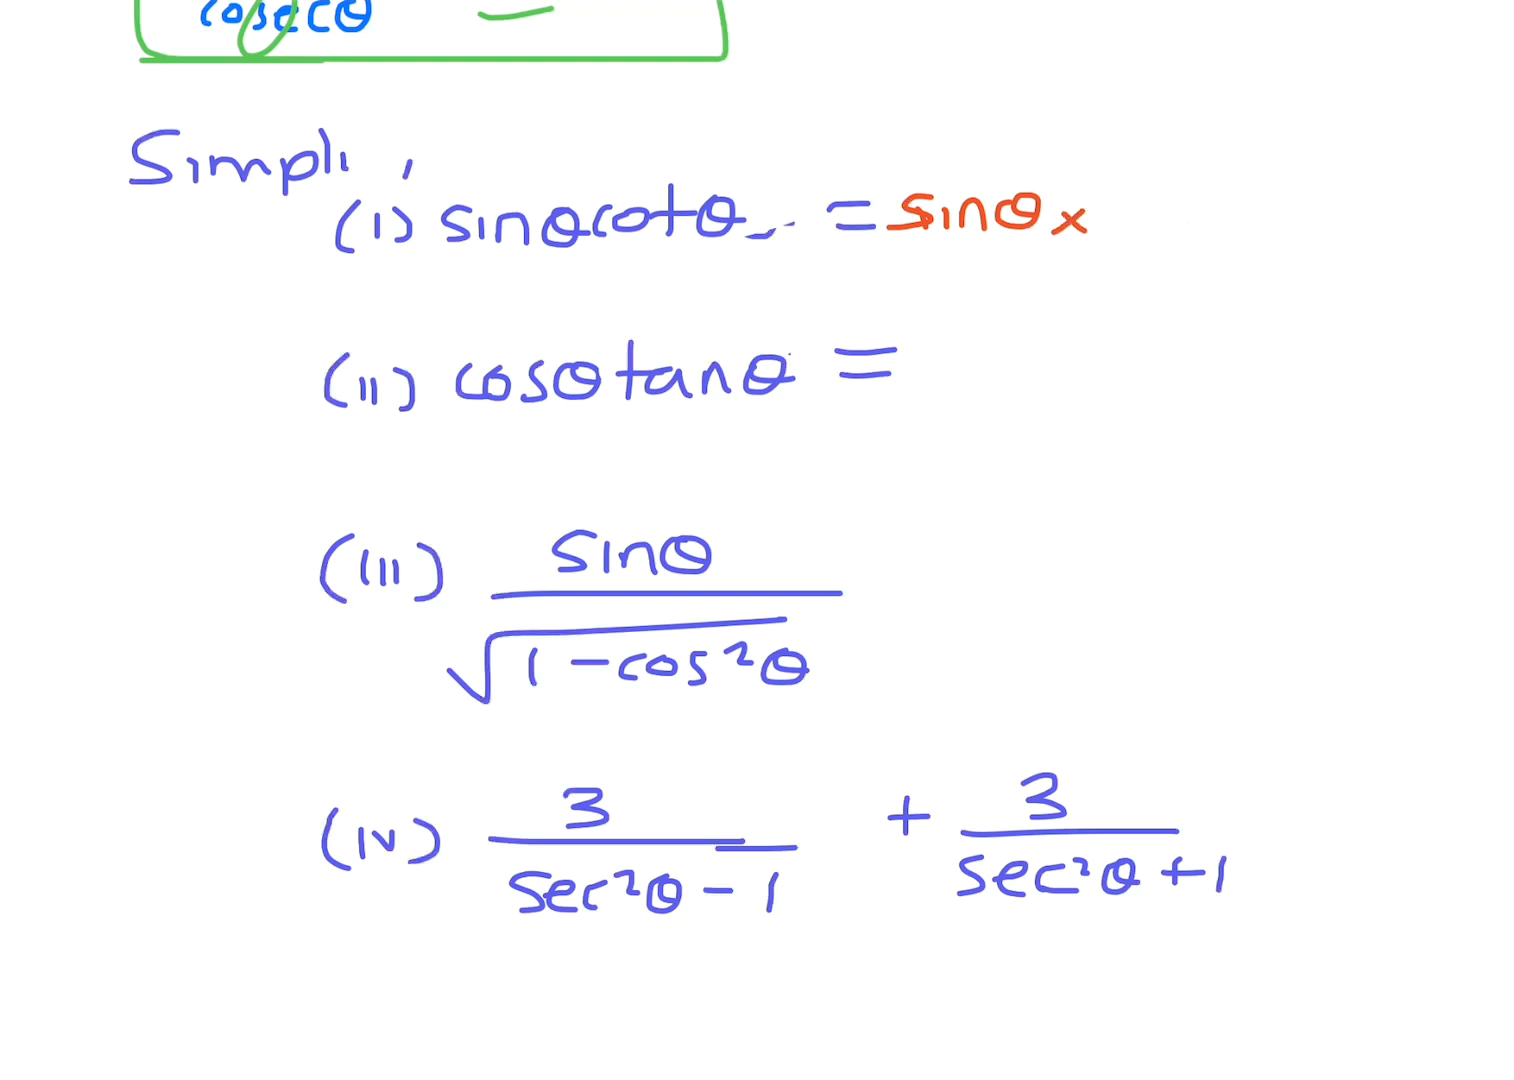 cosecθ
Simpli,
(i) sinθcotθ = sinθ×
(ii) cosθtanθ =
(iii) sinθ
√1-cos²θ
(iv) 3 + 3
sec²θ-1 sec²θ+1